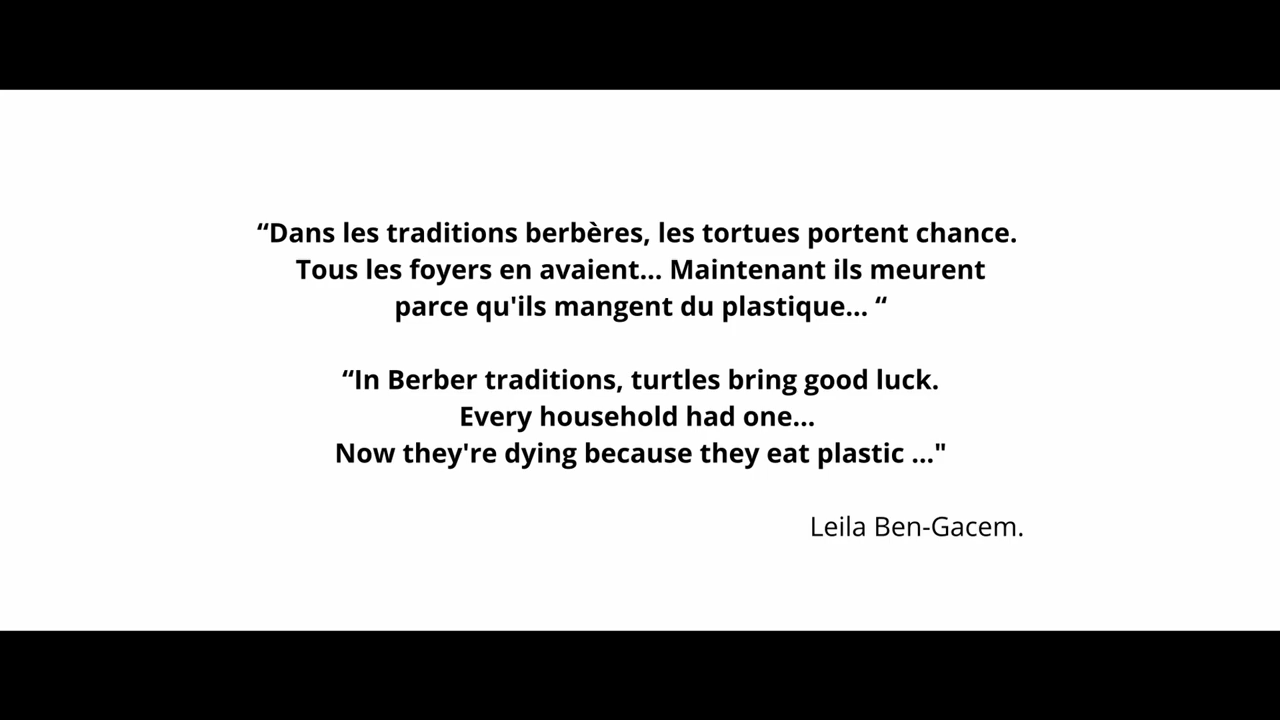 “Dans les traditions berbères, les tortues portent chance.
Tous les foyers en avaient... Maintenant ils meurent
parce qu'ils mangent du plastique... “
“In Berber traditions, turtles bring good luck.
Every household had one...
Now they're dying because they eat plastic ..."
Leila Ben-Gacem.